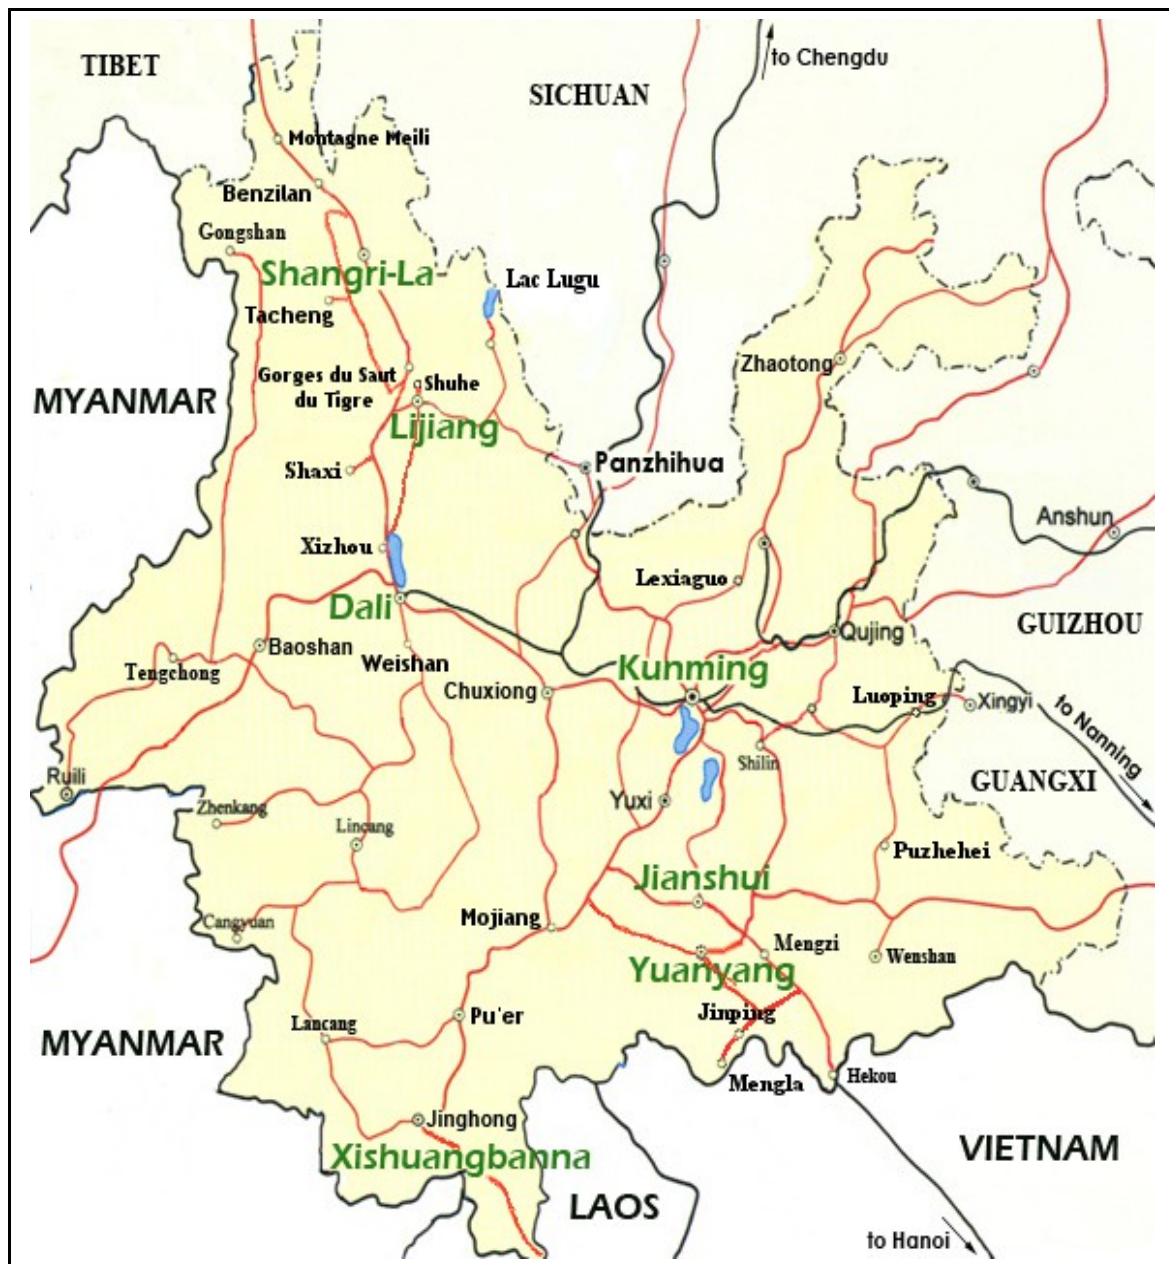 TIBET
SICHUAN
to Chengdu
Montagne Meili
Benzilan
Gongshan
Shangri-La
Lac Lugu
Tacheng
Zhaotong
Gorges du Saut
du Tigre
Shuhe
MYANMAR
Lijiang
Shaxi
Panzhihua
Anshun
Xizhou
Lexiaguo
Dali
GUIZHOU
Qujing
Baoshan
Weishan
Tengchong
Kunming
Chuxiong
Luoping
Xingyi
to Nanning
Shilin
Ruili
GUANGXI
Zhenkang
Yuxi
Lincang
Puzhehei
Jianshui
Cangyuan
Mojiang
Mengzi
Wenshan
Yuanyang
Lancang
Pu'er
Jinping
MYANMAR
Mengla
Hekou
Jinghong
VIETNAM
Xishuangbanna
LAOS
to Hanoi